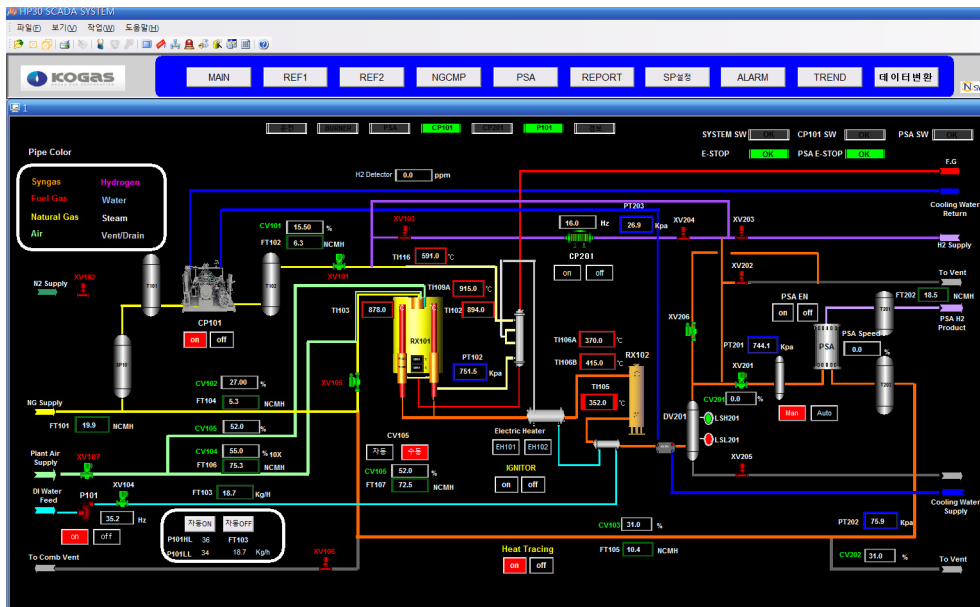 HP30 SCADA SYSTEM
파일(F) 보기(V) 작업(W) 도움말(H)
KOGAS
MAIN REF1 REF2 NGCMP PSA REPORT SP설정 ALARM TREND 데이터변환
1
BURNER PSA CP101 CP201 P101 경보
SYSTEM SW OK CP101 SW OK PSA SW OK
E-STOP OK PSA E-STOP OK
Pipe Color
Syngas Hydrogen
Fuel Gas Water
Natural Gas Steam
Air Vent/Drain
H2 Detector 0.0 ppm
F.G
Cooling Water
Return
CV101 15.50 %
FT102 6.3 NCMH
XV103
16.0 Hz
PT203
26.9 Kpa
XV204
XV203
H2 Supply
CP201
on off
TI116 591.0 ℃
XV101
XV102
N2 Supply
T101
T102
CP101
on off
AP10
TI109A 915.0 ℃
TI103 878.0
TI102 894.0 ℃
RX101
PT102
751.5 Kpa
XV202
To Vent
PSA EN
on off
FT202 18.5 NCMH
PSA H2
Product
T201
XV206
PT201 744.1 Kpa
PSA
PSA Speed
0.0 %
T202
TI106A 370.0 ℃
TI106B 415.0 ℃
RX102
TI105
352.0 ℃
XV201
CV201 0.0 %
Man Auto
DV201
LSH201
LSL201
XV105
CV102 27.00 %
FT104 5.3 NCMH
NG Supply
FT101 19.9 NCMH
CV105 52.0 %
CV104 55.0 % 10X
FT106 75.3 NCMH
CV105
자동 수동
CV105 52.0 %
FT107 72.5 NCMH
Electric Heater
EH101 EH102
IGNITOR
on off
Plant Air
Supply
XV107
XV205
DI Water
Feed
P101
XV104
35.2 Hz
on off
FT103 18.7 Kg/H
자동ON 자동OFF
P101HL 36 FT103
P101LL 34 18.7 Kg/h
Cooling Water
Supply
CV103 31.0 %
FT105 10.4 NCMH
PT202 75.9 Kpa
Heat Tracing
on off
To Comb Vent
XV106
CV202 31.0 %
To Vent